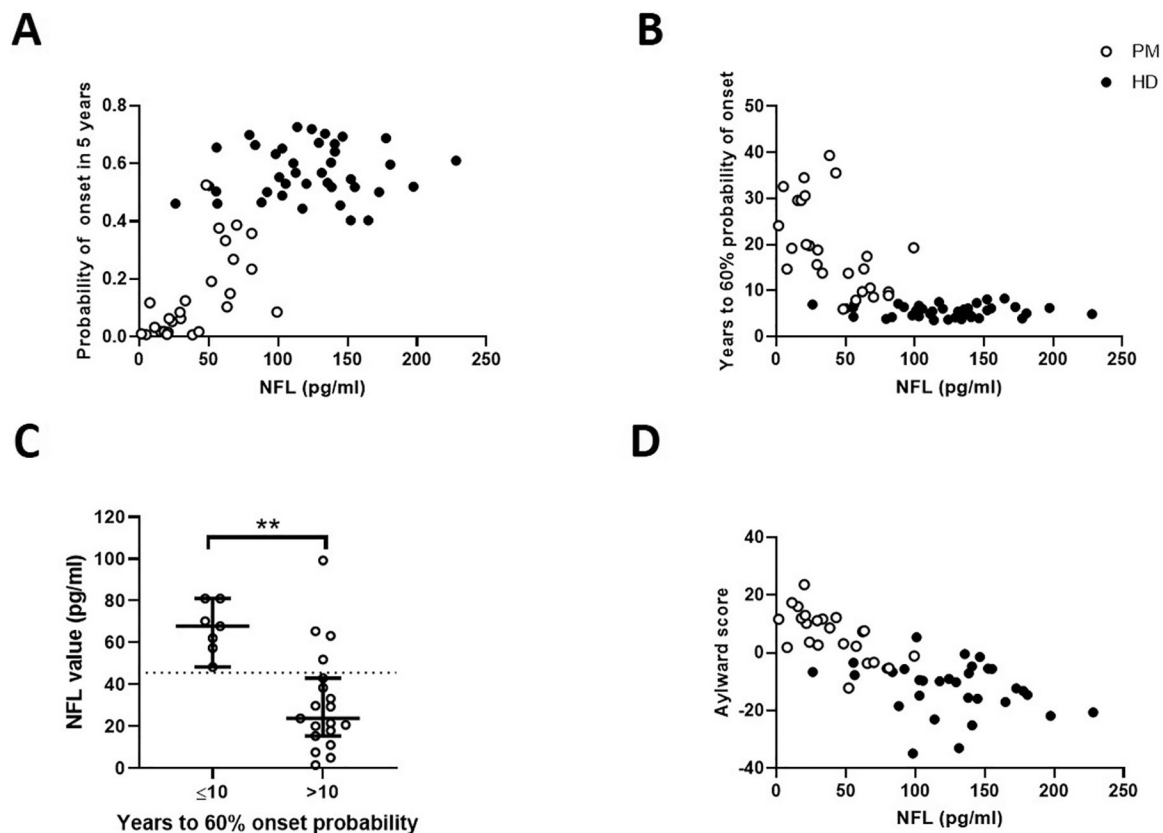 A
Probability of onset in 5 years
0.8
0.6
0.4
0.2
0.0
0 50 100 150 200 250
NFL (pg/ml)
B
PM
HD
Years to 60% probability of onset
50
40
30
20
10
0
0 50 100 150 200 250
NFL (pg/ml)
C
NFL value (pg/ml)
120
100
80
60
40
20
0
**
≤10 >10
Years to 60% onset probability
D
Aylward score
40
20
0
-20
-40
0 50 100 150 200 250
NFL (pg/ml)